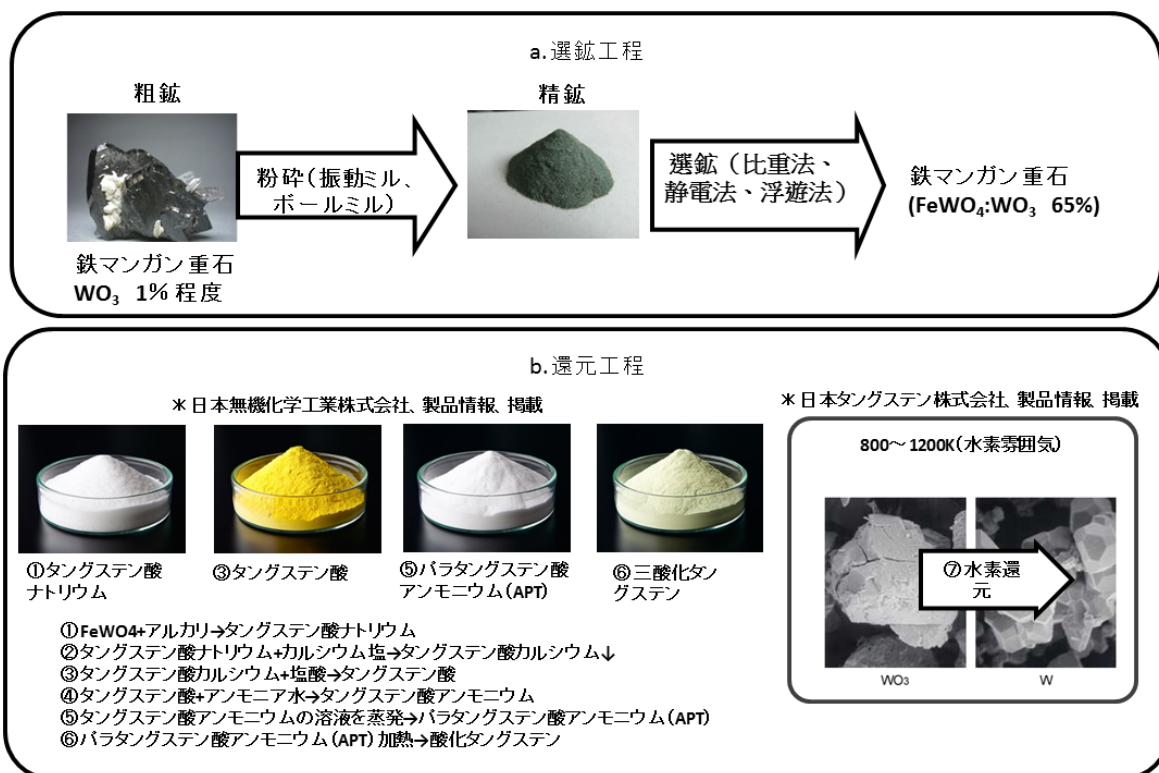 a.選鉱工程
粗鉱
精鉱
粉砕(振動ミル、
ボールミル)
選鉱(比重法、
静電法、浮遊法)
鉄マンガン重石
(FeWO₄:WO₃ 65%)
鉄マンガン重石
WO₃ 1%程度
b.還元工程
*日本無機化学工業株式会社、製品情報、掲載
*日本タングステン株式会社、製品情報、掲載
800～1200K(水素雰囲気)
①タングステン酸
ナトリウム
③タングステン酸
⑤パラタングステン酸
アンモニウム(APT)
⑥三酸化タン
グステン
⑦水素還
元
WO₃
W
①FeWO4+アルカリ→タングステン酸ナトリウム
②タングステン酸ナトリウム+カルシウム塩→タングステン酸カルシウム↓
③タングステン酸カルシウム+塩酸→タングステン酸
④タングステン酸+アンモニア水→タングステン酸アンモニウム
⑤タングステン酸アンモニウムの溶液を蒸発→パラタングステン酸アンモニウム(APT)
⑥パラタングステン酸アンモニウム(APT)加熱→酸化タングステン